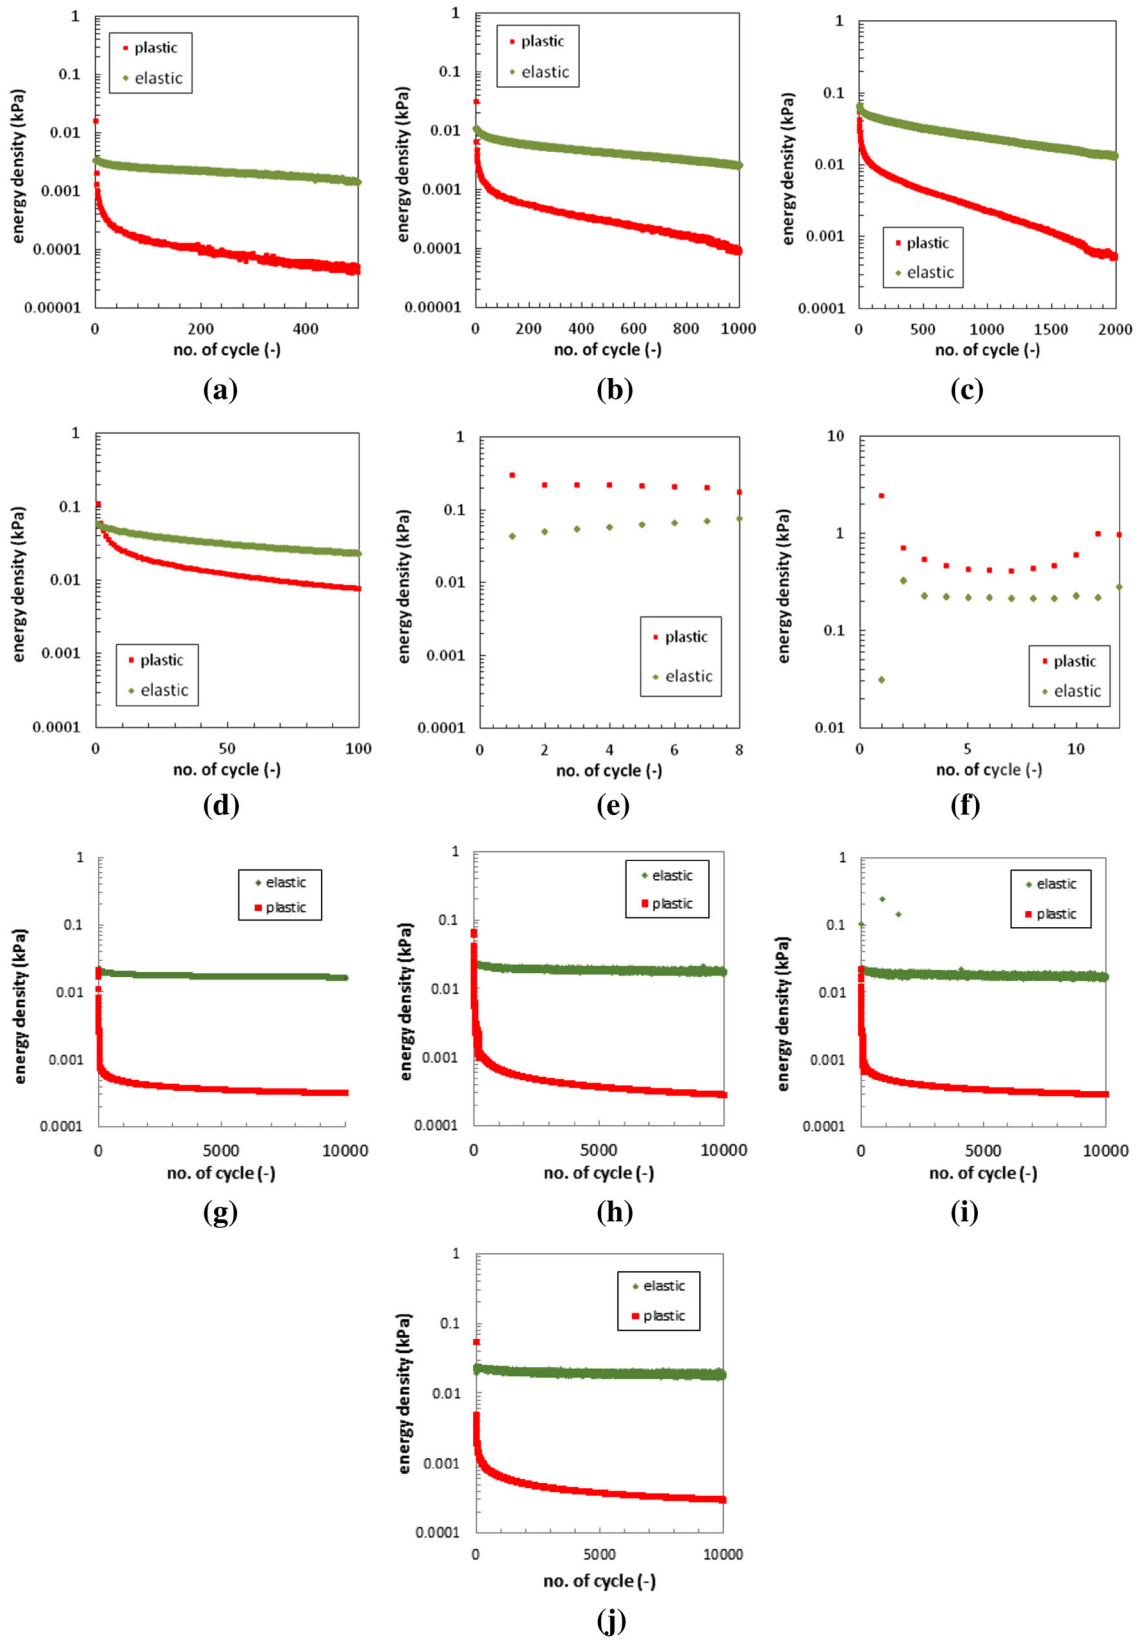 1
0.1
0.01
0.001
0.0001
0.00001
energy density (kPa)
plastic
elastic
0 200 400
no. of cycle (-)
(a)
1
0.1
0.01
0.001
0.0001
0.00001
energy density (kPa)
plastic
elastic
0 200 400 600 800 1000
no. of cycle (-)
(b)
1
0.1
0.01
0.001
0.0001
energy density (kPa)
plastic
elastic
0 500 1000 1500 2000
no. of cycle (-)
(c)
1
0.1
0.01
0.001
0.0001
energy density (kPa)
plastic
elastic
0 50 100
no. of cycle (-)
(d)
1
0.1
0.01
0.001
0.0001
energy density (kPa)
plastic
elastic
0 2 4 6 8
no. of cycle (-)
(e)
10
1
0.1
0.01
energy density (kPa)
plastic
elastic
0 5 10
no. of cycle (-)
(f)
1
0.1
0.01
0.001
0.0001
energy density (kPa)
elastic
plastic
0 5000 10000
no. of cycle (-)
(g)
1
0.1
0.01
0.001
0.0001
energy density (kPa)
elastic
plastic
0 5000 10000
no. of cycle (-)
(h)
1
0.1
0.01
0.001
0.0001
energy density (kPa)
elastic
plastic
0 5000 10000
no. of cycle (-)
(i)
1
0.1
0.01
0.001
0.0001
energy density (kPa)
elastic
plastic
0 5000 10000
no. of cycle (-)
(j)